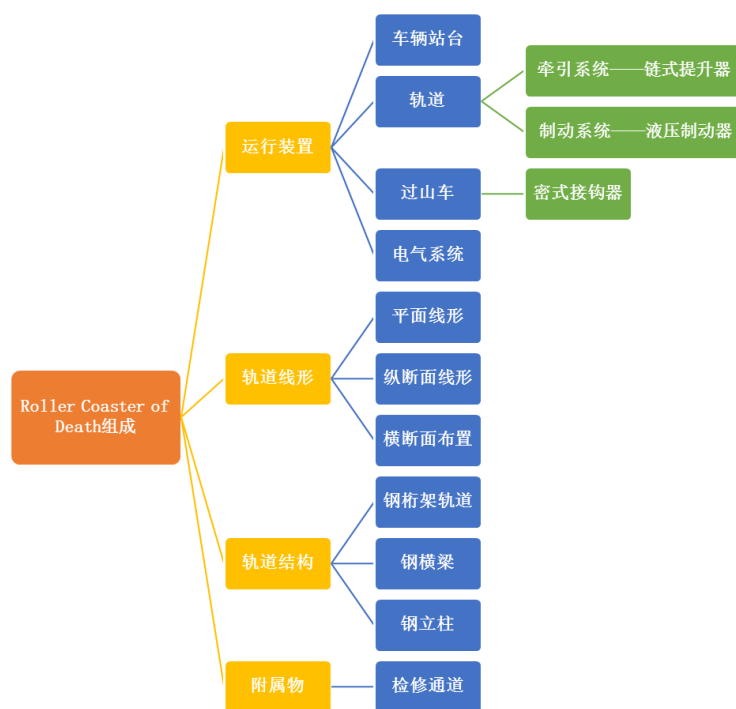 车辆站台
牵引系统——链式提升器
轨道
制动系统——液压制动器
运行装置
过山车
密式接钩器
电气系统
平面线形
轨道线形
纵断面线形
Roller Coaster of
Death组成
横断面布置
钢桁架轨道
轨道结构
钢横梁
钢立柱
附属物
检修通道